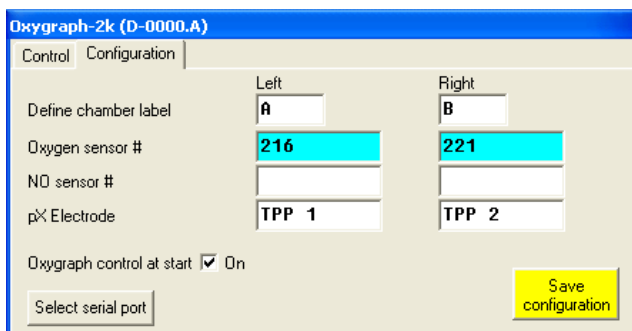 Oxygraph-2k (D-0000.A)
Control Configuration
Left Right
Define chamber label A B
Oxygen sensor # 216 221
NO sensor #
pX Electrode TPP 1 TPP 2
Oxygraph control at start On
Select serial port
Save
configuration